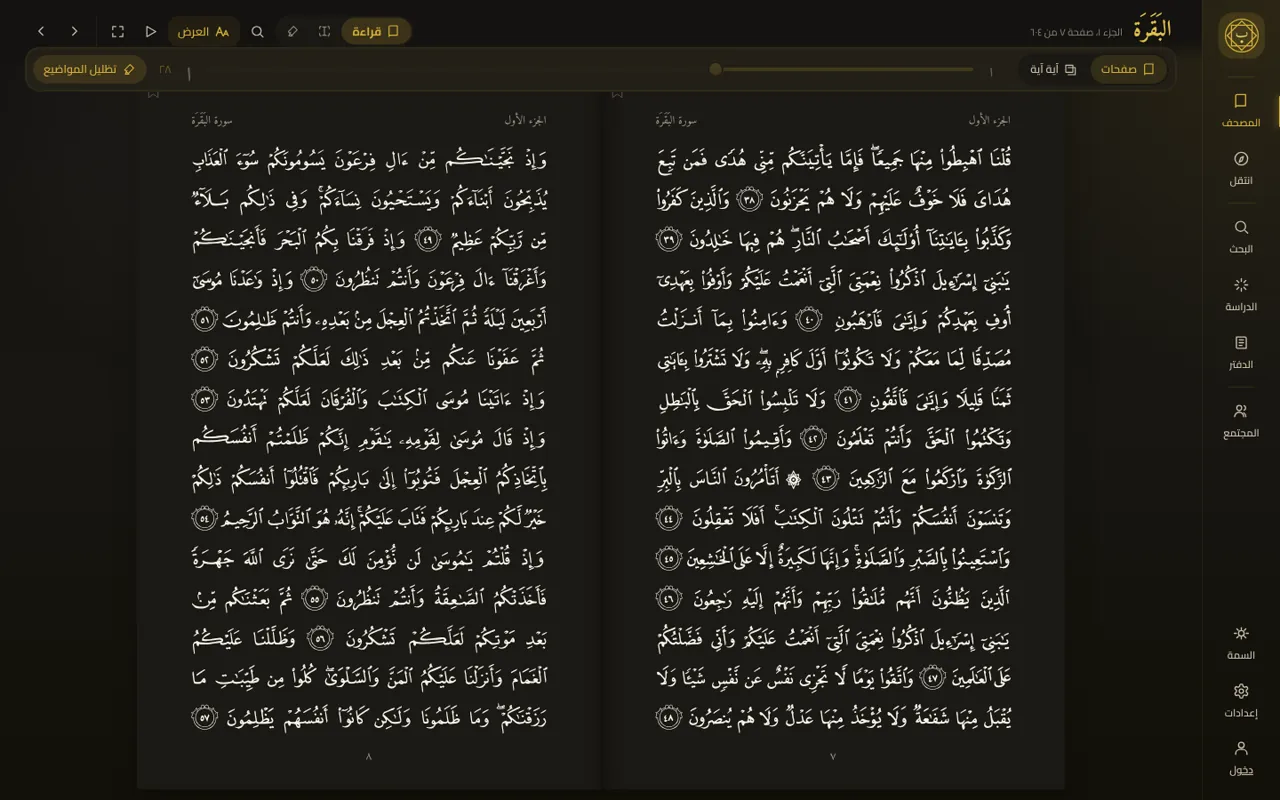 البَقَرَة
الجزء ١، صفحة ٧ من ٦٠٤
قراءة
العرض
صفحات
آية آية
١
٢٨
تظليل المواضيع
المصحف
انتقل
البحث
الدراسة
الدفتر
المجتمع
السمة
إعدادات
دخول
الجزء الأول
سورة البَقَرَة
قُلْنَا ٱهْبِطُوا۟ مِنْهَا جَمِيعًۭا ۖ فَإِمَّا يَأْتِيَنَّكُم مِّنِّى هُدًۭى فَمَن تَبِعَ
هُدَاىَ فَلَا خَوْفٌ عَلَيْهِمْ وَلَا هُمْ يَحْزَنُونَ ٣٨ وَٱلَّذِينَ كَفَرُوا۟
وَكَذَّبُوا۟ بِـَٔايَـٰتِنَآ أُو۟لَـٰٓئِكَ أَصْحَـٰبُ ٱلنَّارِ ۖ هُمْ فِيهَا خَـٰلِدُونَ ٣٩
يَـٰبَنِىٓ إِسْرَٰٓءِيلَ ٱذْكُرُوا۟ نِعْمَتِىَ ٱلَّتِىٓ أَنْعَمْتُ عَلَيْكُمْ وَأَوْفُوا۟ بِعَهْدِىٓ
أُوفِ بِعَهْدِكُمْ وَإِيَّـٰىَ فَٱرْهَبُونِ ٤٠ وَءَامِنُوا۟ بِمَآ أَنزَلْتُ
مُصَدِّقًۭا لِّمَا مَعَكُمْ وَلَا تَكُونُوٓا۟ أَوَّلَ كَافِرٍۭ بِهِۦ ۖ وَلَا تَشْتَرُوا۟ بِـَٔايَـٰتِى
ثَمَنًۭا قَلِيلًۭا وَإِيَّـٰىَ فَٱتَّقُونِ ٤١ وَلَا تَلْبِسُوا۟ ٱلْحَقَّ بِٱلْبَـٰطِلِ
وَتَكْتُمُوا۟ ٱلْحَقَّ وَأَنتُمْ تَعْلَمُونَ ٤٢ وَأَقِيمُوا۟ ٱلصَّلَوٰةَ وَءَاتُوا۟
ٱلزَّكَوٰةَ وَٱرْكَعُوا۟ مَعَ ٱلرَّٰكِعِينَ ٤٣ ۞ أَتَأْمُرُونَ ٱلنَّاسَ بِٱلْبِرِّ
وَتَنسَوْنَ أَنفُسَكُمْ وَأَنتُمْ تَتْلُونَ ٱلْكِتَـٰبَ ۚ أَفَلَا تَعْقِلُونَ ٤٤
وَٱسْتَعِينُوا۟ بِٱلصَّبْرِ وَٱلصَّلَوٰةِ ۚ وَإِنَّهَا لَكَبِيرَةٌ إِلَّا عَلَى ٱلْخَـٰشِعِينَ ٤٥
ٱلَّذِينَ يَظُنُّونَ أَنَّهُم مُّلَـٰقُوا۟ رَبِّهِمْ وَأَنَّهُمْ إِلَيْهِ رَٰجِعُونَ ٤٦
يَـٰبَنِىٓ إِسْرَٰٓءِيلَ ٱذْكُرُوا۟ نِعْمَتِىَ ٱلَّتِىٓ أَنْعَمْتُ عَلَيْكُمْ وَأَنِّى فَضَّلْتُكُمْ
عَلَى ٱلْعَـٰلَمِينَ ٤٧ وَٱتَّقُوا۟ يَوْمًۭا لَّا تَجْزِى نَفْسٌ عَن نَّفْسٍۢ شَيْـًۭٔا وَلَا
يُقْبَلُ مِنْهَا شَفَـٰعَةٌۭ وَلَا يُؤْخَذُ مِنْهَا عَدْلٌۭ وَلَا هُمْ يُنصَرُونَ ٤٨
٧
الجزء الأول
سورة البَقَرَة
وَإِذْ نَجَّيْنَـٰكُم مِّنْ ءَالِ فِرْعَوْنَ يَسُومُونَكُمْ سُوٓءَ ٱلْعَذَابِ
يُذَبِّحُونَ أَبْنَآءَكُمْ وَيَسْتَحْيُونَ نِسَآءَكُمْ ۚ وَفِى ذَٰلِكُم بَلَآءٌۭ
مِّن رَّبِّكُمْ عَظِيمٌۭ ٤٩ وَإِذْ فَرَقْنَا بِكُمُ ٱلْبَحْرَ فَأَنجَيْنَـٰكُمْ
وَأَغْرَقْنَآ ءَالَ فِرْعَوْنَ وَأَنتُمْ تَنظُرُونَ ٥٠ وَإِذْ وَٰعَدْنَا مُوسَىٰٓ
أَرْبَعِينَ لَيْلَةًۭ ثُمَّ ٱتَّخَذْتُمُ ٱلْعِجْلَ مِنۢ بَعْدِهِۦ وَأَنتُمْ ظَـٰلِمُونَ ٥١
ثُمَّ عَفَوْنَا عَنكُم مِّنۢ بَعْدِ ذَٰلِكَ لَعَلَّكُمْ تَشْكُرُونَ ٥٢
وَإِذْ ءَاتَيْنَا مُوسَى ٱلْكِتَـٰبَ وَٱلْفُرْقَانَ لَعَلَّكُمْ تَهْتَدُونَ ٥٣
وَإِذْ قَالَ مُوسَىٰ لِقَوْمِهِۦ يَـٰقَوْمِ إِنَّكُمْ ظَلَمْتُمْ أَنفُسَكُم
بِٱتِّخَاذِكُمُ ٱلْعِجْلَ فَتُوبُوٓا۟ إِلَىٰ بَارِئِكُمْ فَٱقْتُلُوٓا۟ أَنفُسَكُمْ ذَٰلِكُمْ
خَيْرٌۭ لَّكُمْ عِندَ بَارِئِكُمْ فَتَابَ عَلَيْكُمْ ۚ إِنَّهُۥ هُوَ ٱلتَّوَّابُ ٱلرَّحِيمُ ٥٤
وَإِذْ قُلْتُمْ يَـٰمُوسَىٰ لَن نُّؤْمِنَ لَكَ حَتَّىٰ نَرَى ٱللَّهَ جَهْرَةًۭ
فَأَخَذَتْكُمُ ٱلصَّـٰعِقَةُ وَأَنتُمْ تَنظُرُونَ ٥٥ ثُمَّ بَعَثْنَـٰكُم مِّنۢ
بَعْدِ مَوْتِكُمْ لَعَلَّكُمْ تَشْكُرُونَ ٥٦ وَظَلَّلْنَا عَلَيْكُمُ
ٱلْغَمَامَ وَأَنزَلْنَا عَلَيْكُمُ ٱلْمَنَّ وَٱلسَّلْوَىٰ ۖ كُلُوا۟ مِن طَيِّبَـٰتِ مَا
رَزَقْنَـٰكُمْ ۖ وَمَا ظَلَمُونَا وَلَـٰكِن كَانُوٓا۟ أَنفُسَهُمْ يَظْلِمُونَ ٥٧
٨